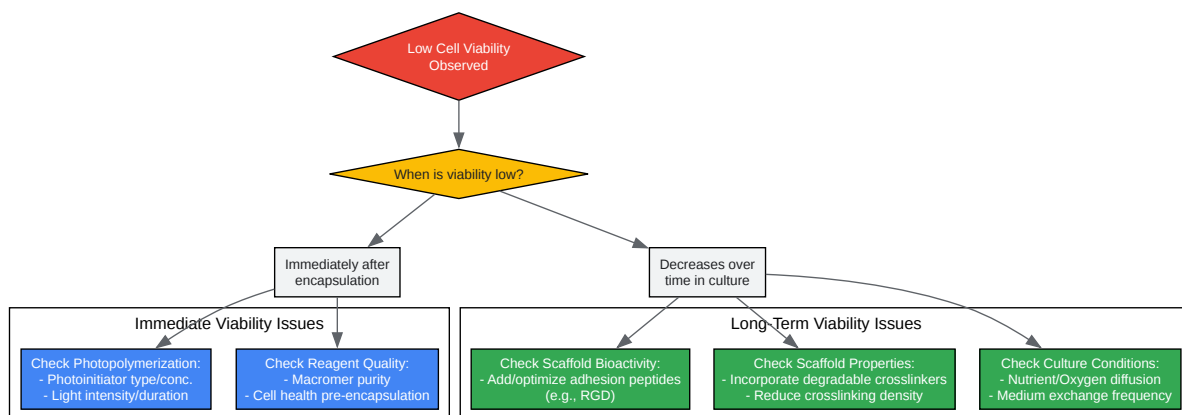 Low Cell Viability
Observed
When is viability low?
Immediately after
encapsulation
Decreases over
time in culture
Immediate Viability Issues
Long-Term Viability Issues
Check Photopolymerization:
- Photoinitiator type/conc.
- Light intensity/duration
Check Reagent Quality:
- Macromer purity
- Cell health pre-encapsulation
Check Scaffold Bioactivity:
- Add/optimize adhesion peptides
(e.g., RGD)
Check Scaffold Properties:
- Incorporate degradable crosslinkers
- Reduce crosslinking density
Check Culture Conditions:
- Nutrient/Oxygen diffusion
- Medium exchange frequency